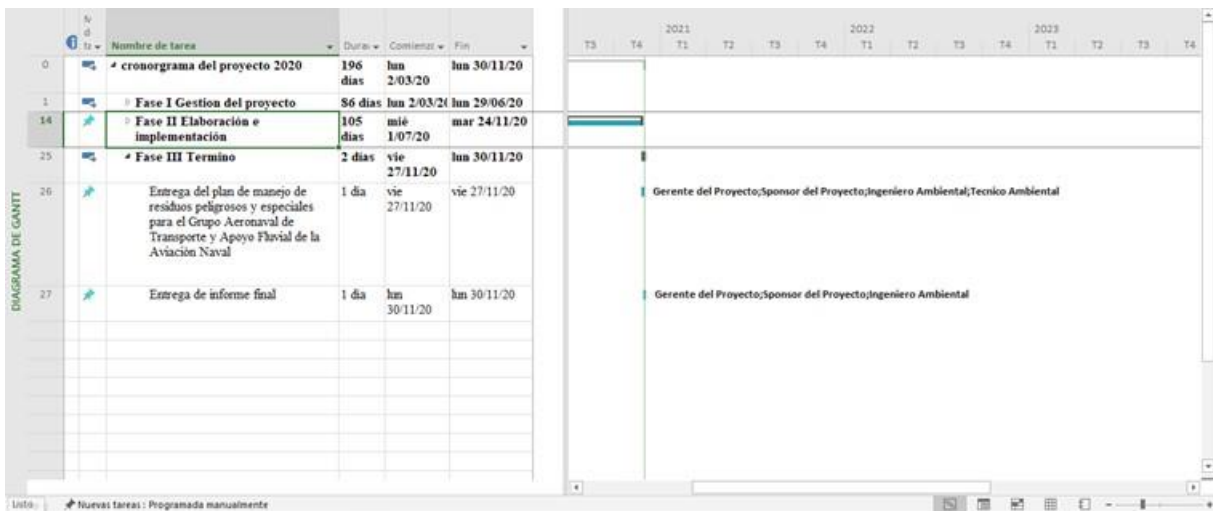 2021 2022 2023
Nombre de tarea Comienzo Fin T3 T4 T1 T2 T3 T4 T1 T2 T3 T4 T1 T2 T3 T4
0 cronorgrama del proyecto 2020 196 lun lun 30/11/20
días 2/03/20
1 Fase I Gestion del proyecto 86 días lun 2/03/20 lun 29/06/20
14 Fase II Elaboración e 105 mié mar 24/11/20
implementación días 1/07/20
25 Fase III Termino 2 días vie lun 30/11/20
27/11/20
26 Entrega del plan de manejo de 1 día vie vie 27/11/20 Gerente del Proyecto;Sponsor del Proyecto;Ingeniero Ambiental;Tecnico Ambiental
residuos peligrosos y especiales 27/11/20
para el Grupo Aeronaval de
Transporte y Apoyo Fluvial de la
Aviación Naval
27 Entrega de informe final 1 día lun lun 30/11/20 Gerente del Proyecto;Sponsor del Proyecto;Ingeniero Ambiental
30/11/20
DIAGRAMA DE GANTT
Listo Nuevas tareas : Programada manualmente